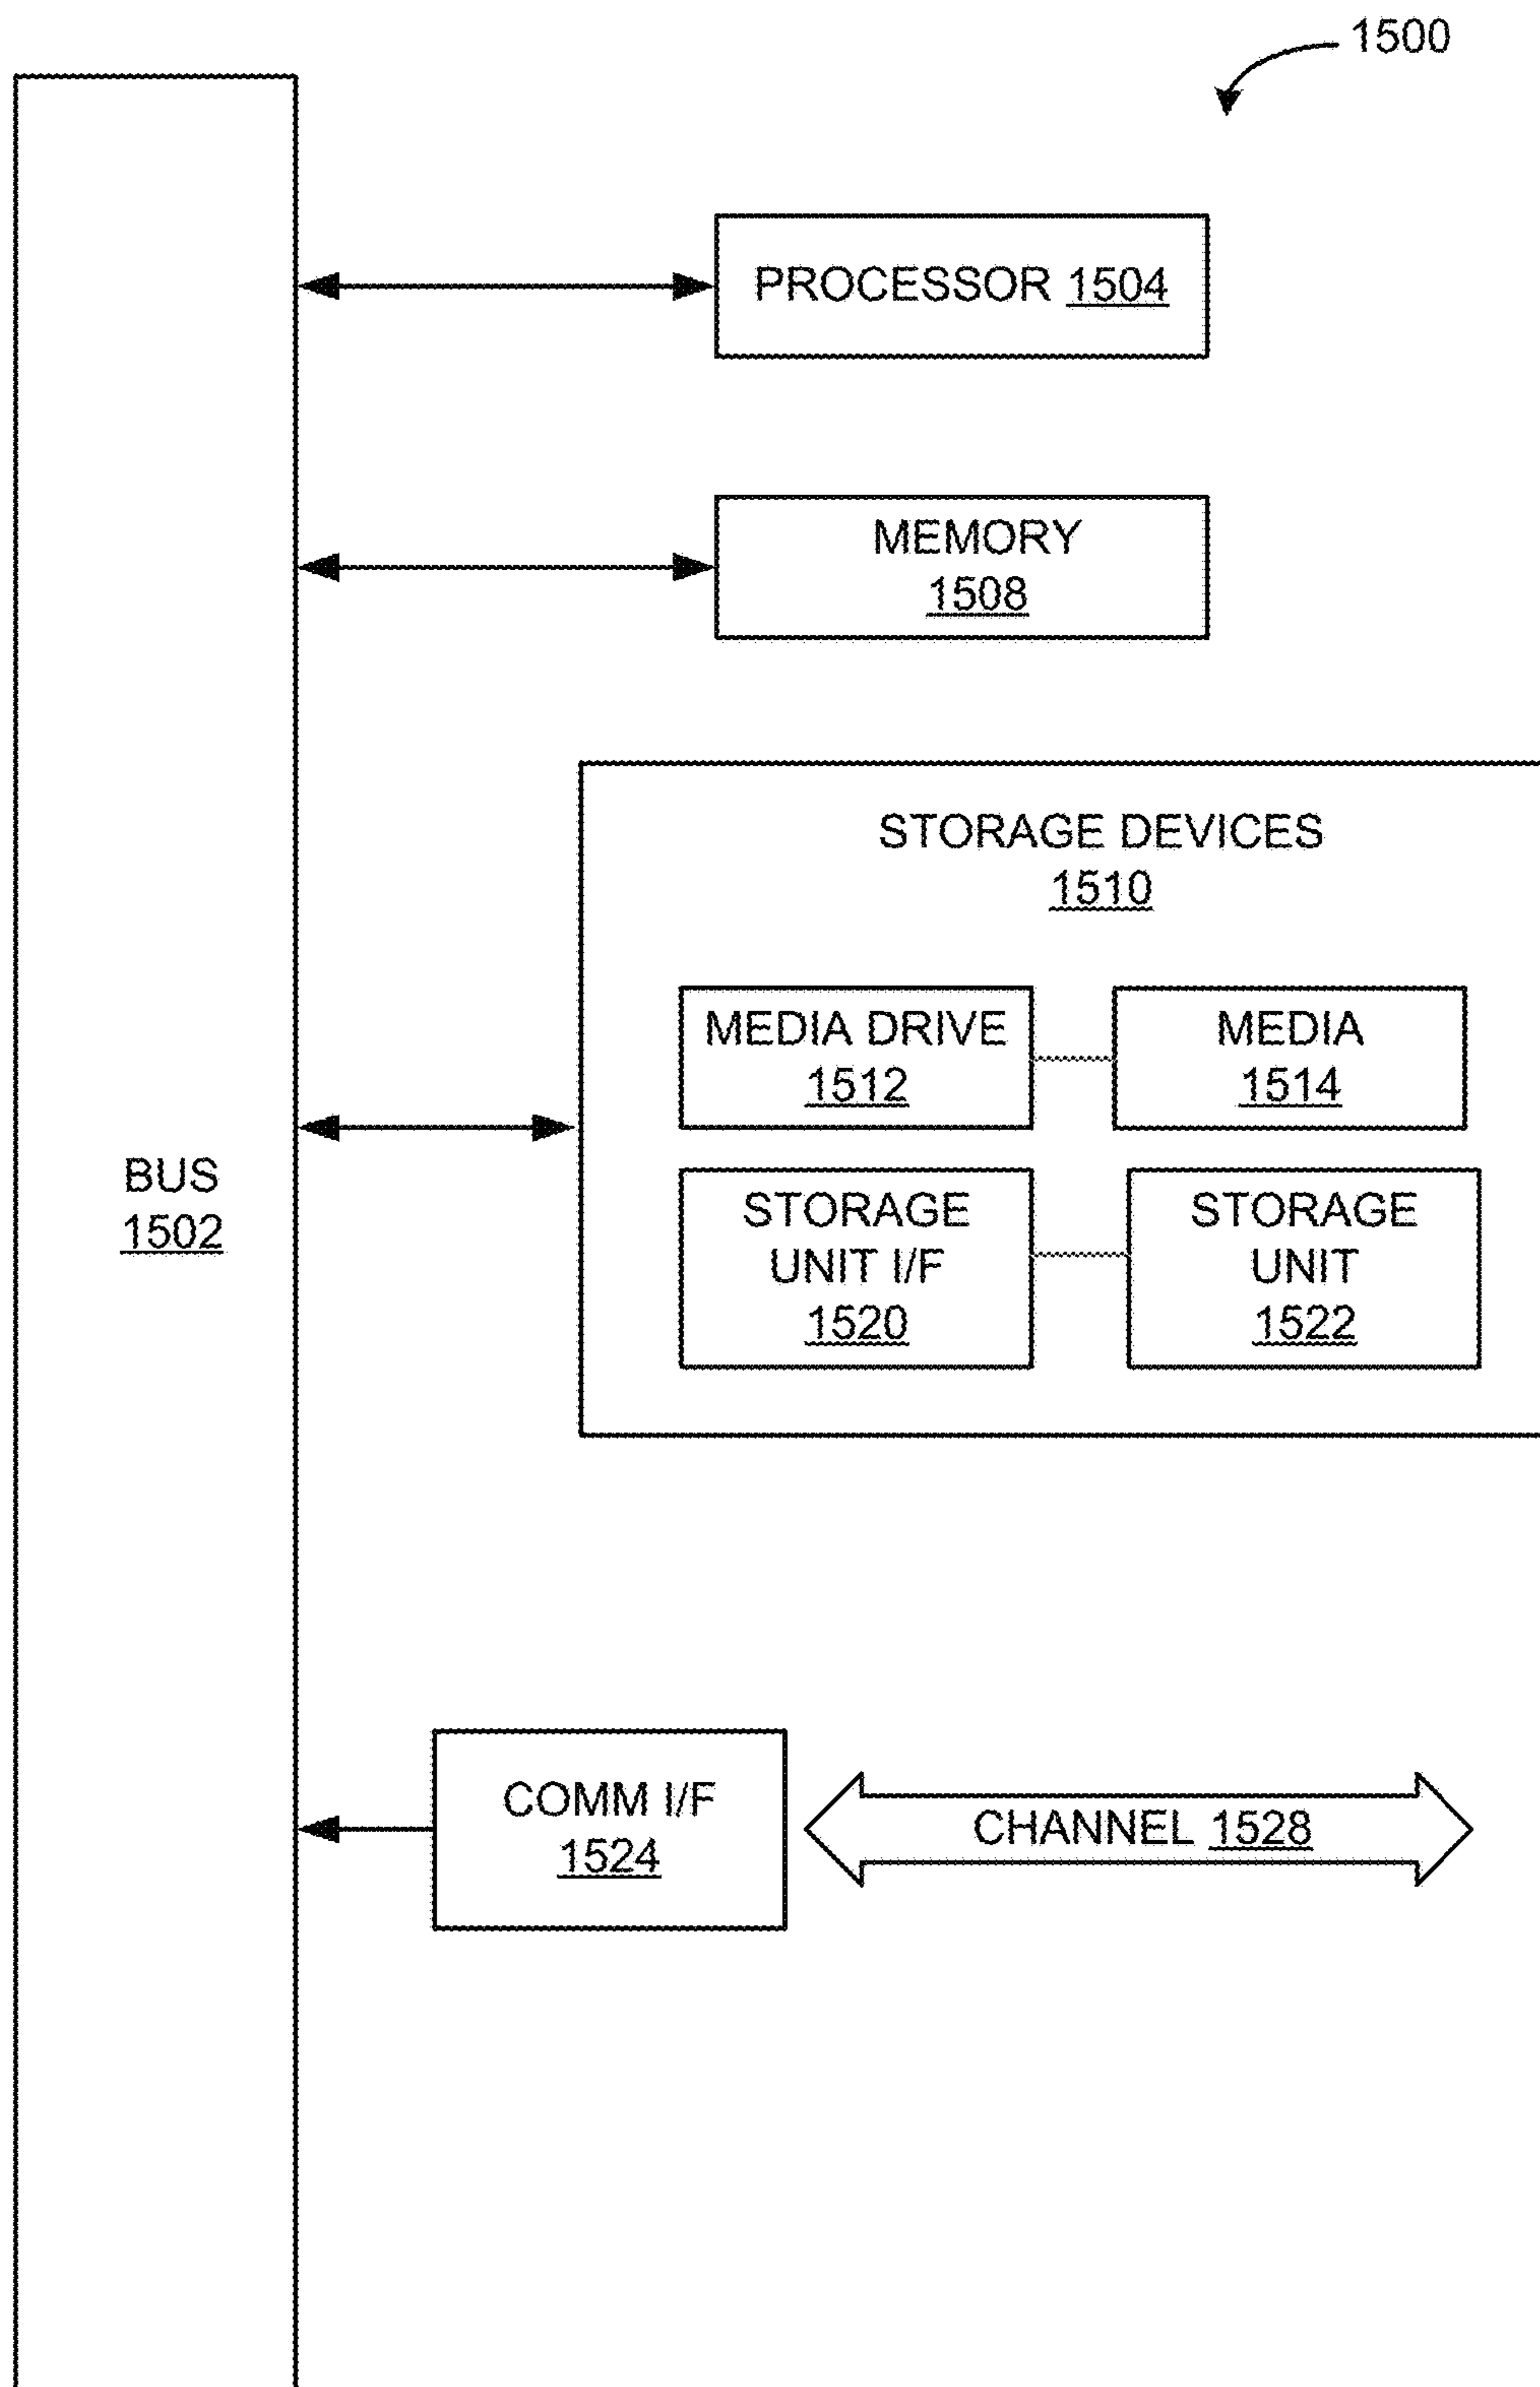 1500
PROCESSOR 1504
MEMORY
1508
STORAGE DEVICES
1510
MEDIA DRIVE
1512
MEDIA
1514
BUS
1502
STORAGE
UNIT I/F
1520
STORAGE
UNIT
1522
COMM I/F
1524
CHANNEL 1528